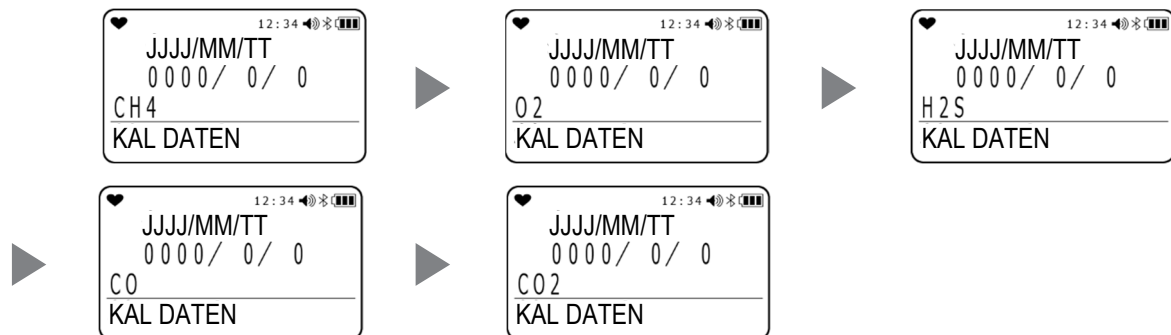 12:34
JJJJ/MM/TT
0000/ 0/ 0
CH4
KAL DATEN
12:34
JJJJ/MM/TT
0000/ 0/ 0
O2
KAL DATEN
12:34
JJJJ/MM/TT
0000/ 0/ 0
H2S
KAL DATEN
12:34
JJJJ/MM/TT
0000/ 0/ 0
CO
KAL DATEN
12:34
JJJJ/MM/TT
0000/ 0/ 0
CO2
KAL DATEN